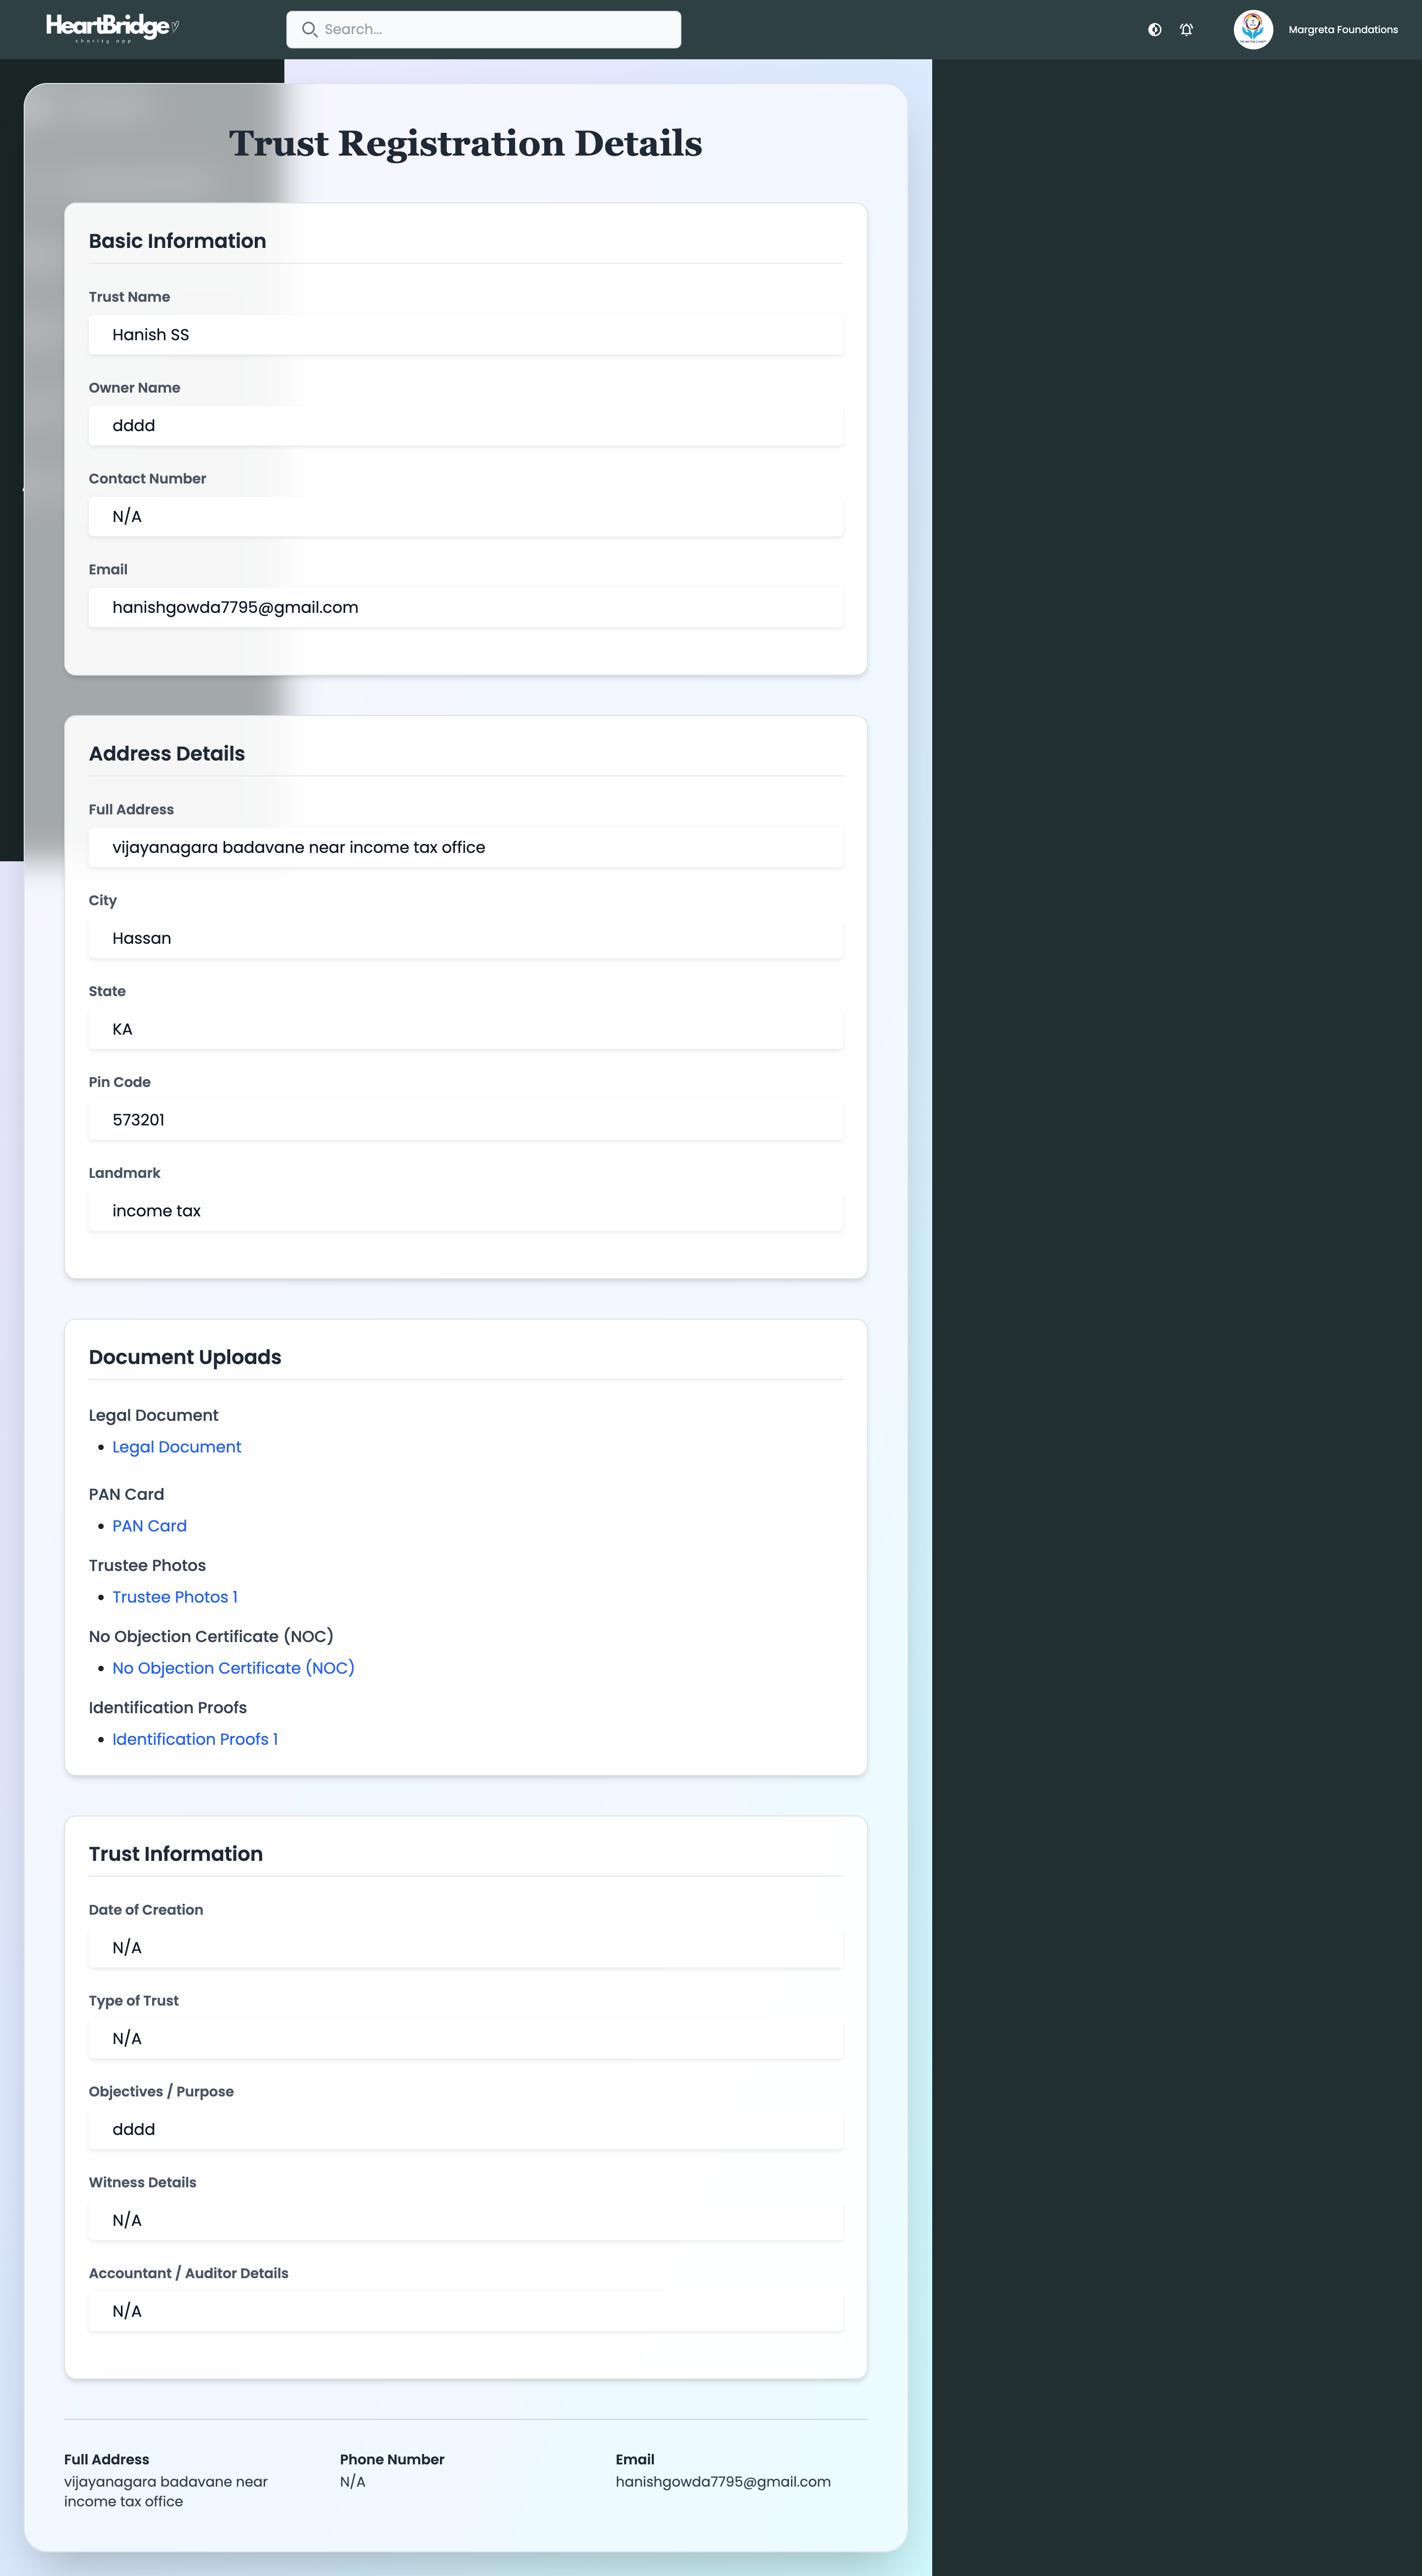 HeartBridge
charity app
Search...
Margreta Foundations
Trust Registration Details
Basic Information
Trust Name
Hanish SS
Owner Name
dddd
Contact Number
N/A
Email
hanishgowda7795@gmail.com
Address Details
Full Address
vijayanagara badavane near income tax office
City
Hassan
State
KA
Pin Code
573201
Landmark
income tax
Document Uploads
Legal Document
• Legal Document
PAN Card
• PAN Card
Trustee Photos
• Trustee Photos 1
No Objection Certificate (NOC)
• No Objection Certificate (NOC)
Identification Proofs
• Identification Proofs 1
Trust Information
Date of Creation
N/A
Type of Trust
N/A
Objectives / Purpose
dddd
Witness Details
N/A
Accountant / Auditor Details
N/A
Full Address
vijayanagara badavane near
income tax office
Phone Number
N/A
Email
hanishgowda7795@gmail.com